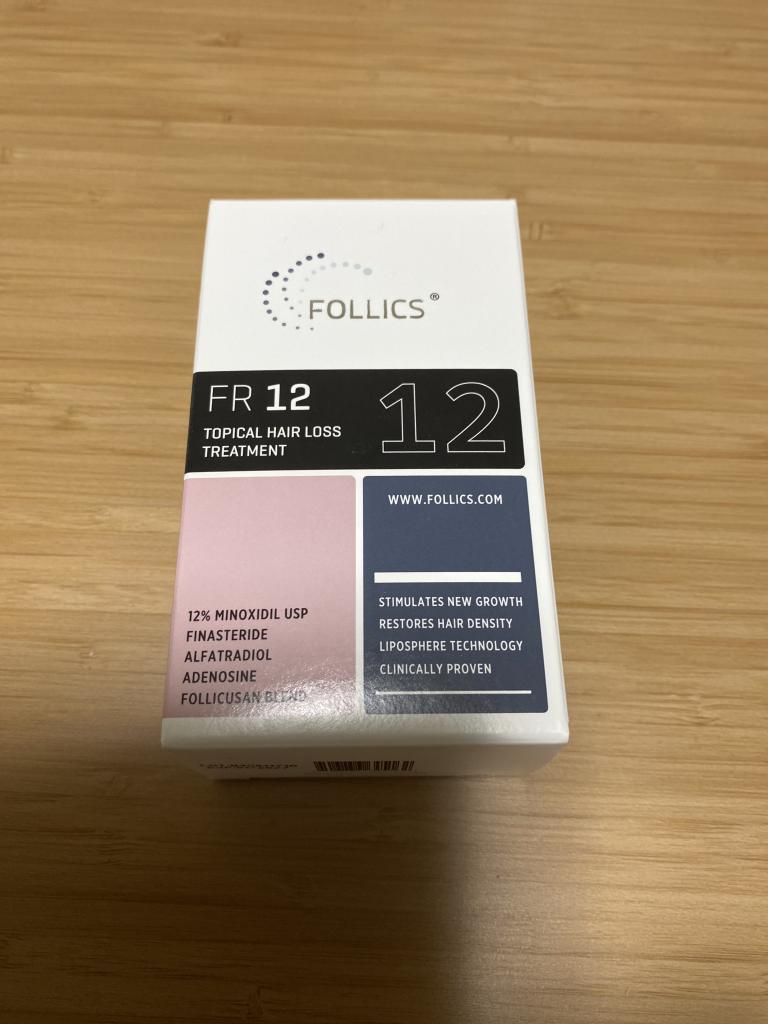 FOLLICS®
FR 12
12
TOPICAL HAIR LOSS
TREATMENT
WWW.FOLLICS.COM
12% MINOXIDIL USP
FINASTERIDE
ALFATRADIOL
ADENOSINE
FOLLICUSAN BLEND
STIMULATES NEW GROWTH
RESTORES HAIR DENSITY
LIPOSPHERE TECHNOLOGY
CLINICALLY PROVEN